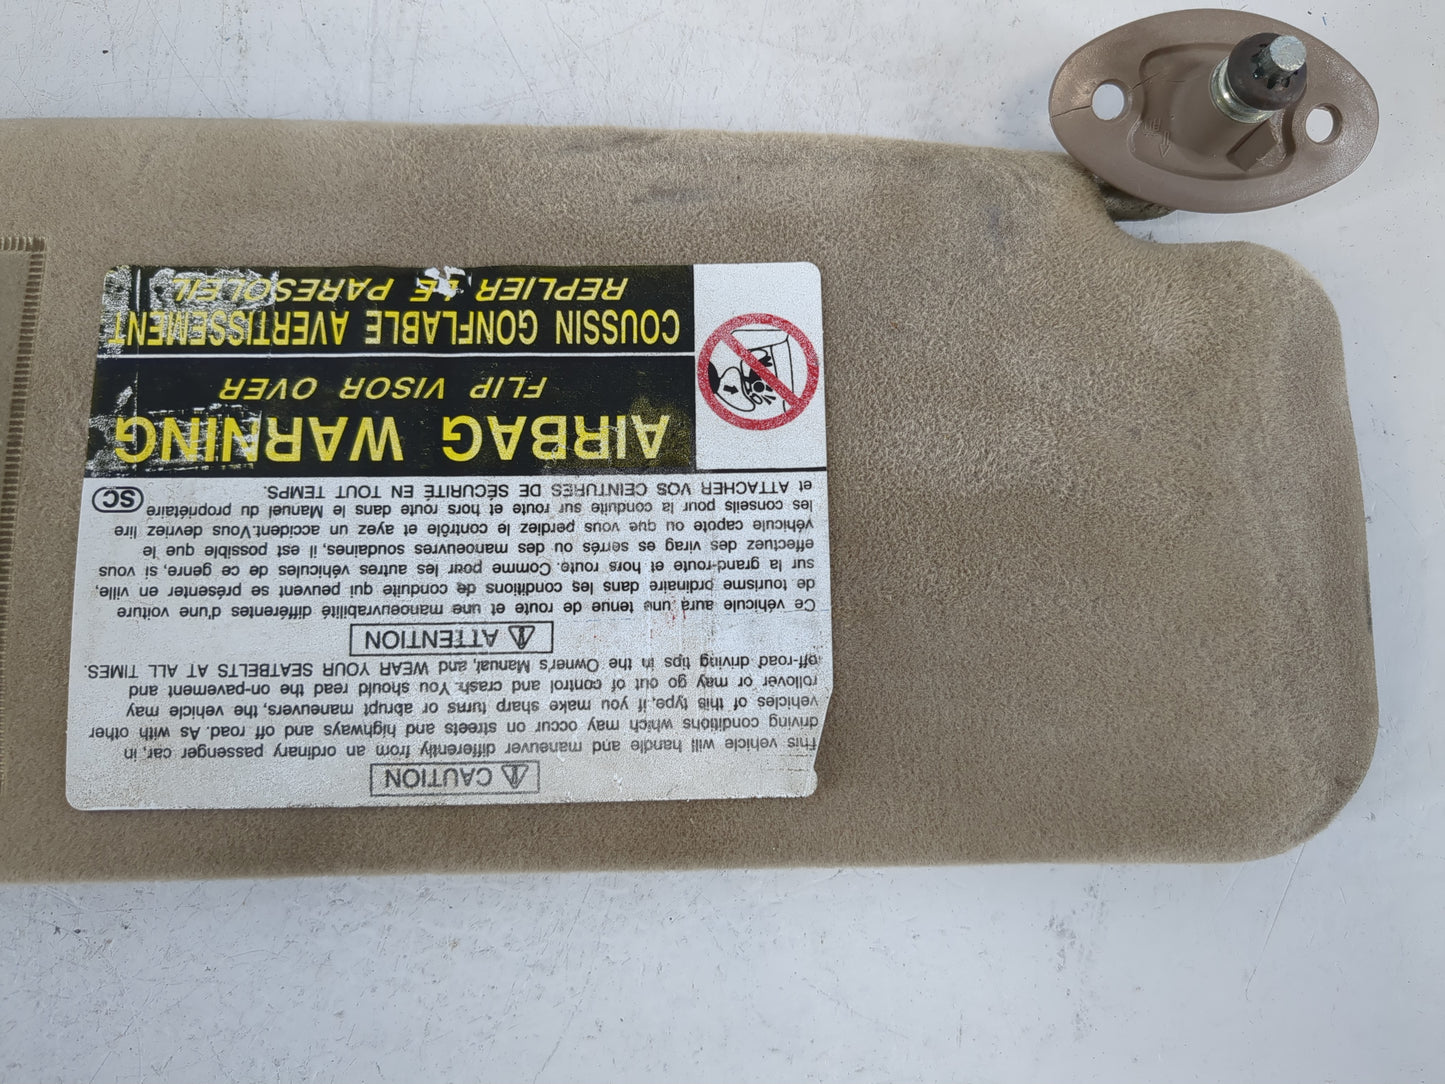 ⚠ CAUTION
This vehicle will handle and maneuver differently from an ordinary passenger car, in
driving conditions which may occur on streets and highways and off road. As with other
vehicles of this type, if you make sharp turns or abrupt maneuvers, the vehicle may
rollover or may go out of control and crash. You should read the on-pavement and
off-road driving tips in the Owner's Manual, and WEAR YOUR SEATBELTS AT ALL TIMES.
⚠ ATTENTION
Ce véhicule aura une tenue de route et une manoeuvrabilité différentes d'une voiture
de tourisme ordinaire dans les conditions de conduite qui peuvent se présenter en ville,
sur la grand-route et hors route. Comme pour les autres véhicules de ce genre, si vous
effectuez des virag es serrés ou des manoeuvres soudaines, il est possible que le
véhicule capote ou que vous perdiez le contrôle et ayez un accident. Vous devriez lire
les conseils pour la conduite sur route et hors route dans le Manuel du propriétaire
et ATTACHER VOS CEINTURES DE SÉCURITÉ EN TOUT TEMPS.
SC
AIRBAG WARNING
FLIP VISOR OVER
COUSSIN GONFLABLE AVERTISSEMENT
REPLIER LE PARESOLEIL